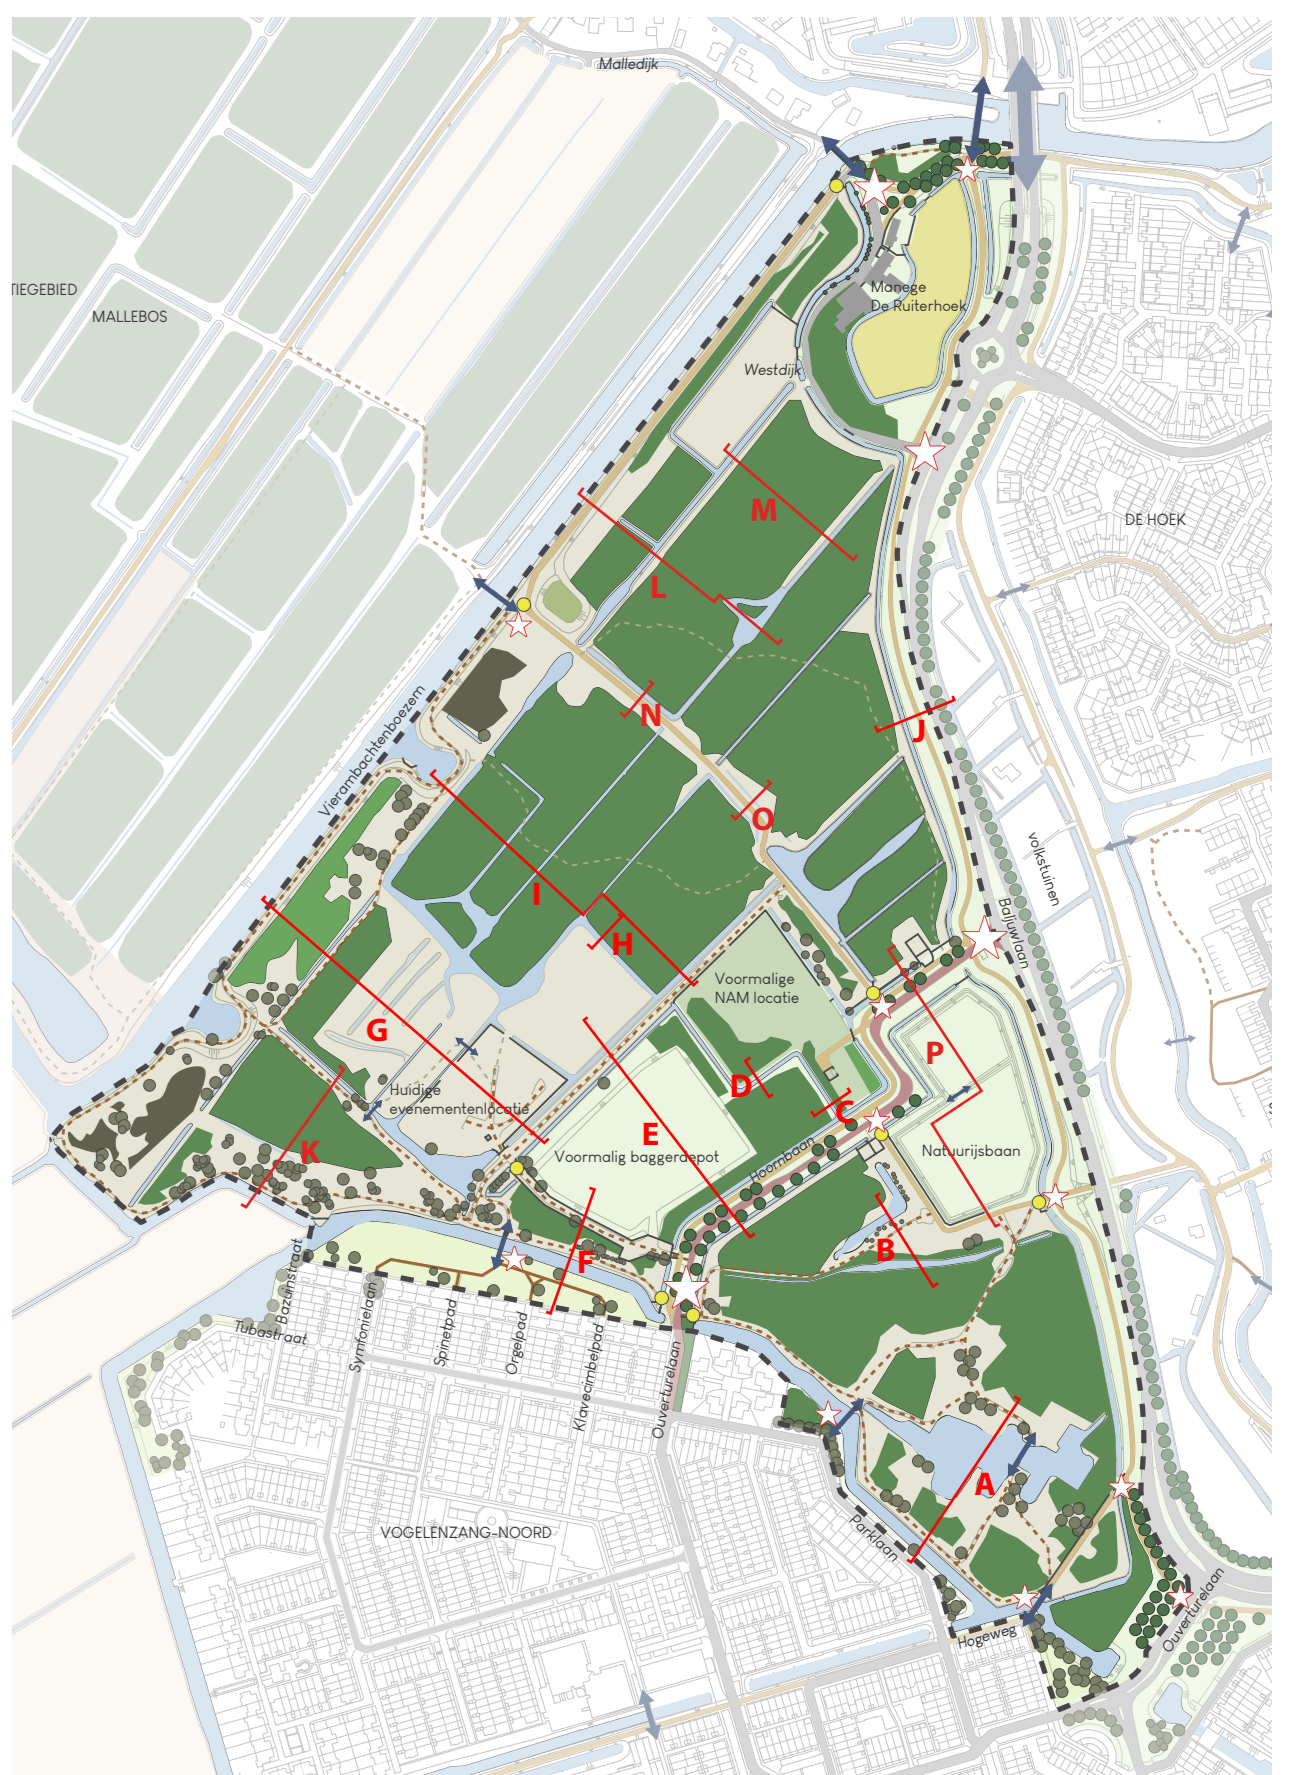 Malledijk
TIEGEBIED
MALLEBOS
Manege
De Ruiterhoek
Westdijk
DE HOEK
M
L
N
J
O
Vierambachtenboezem
volkstuinen
Baljuwlaan
I
H
Voormalige
NAM locatie
G
P
D
C
Huidige
evenementenlocatie
E
Voormalig baggerdepot
Hoornbaan
Natuurijsbaan
K
B
F
Bazuinstraat
Tubastraat
Symfonielaan
Spinetpad
Orgelpad
Klavecimbelpad
Ouverturelaan
A
VOGELENZANG-NOORD
Parklaan
Hogeweg
Ouverturelaan